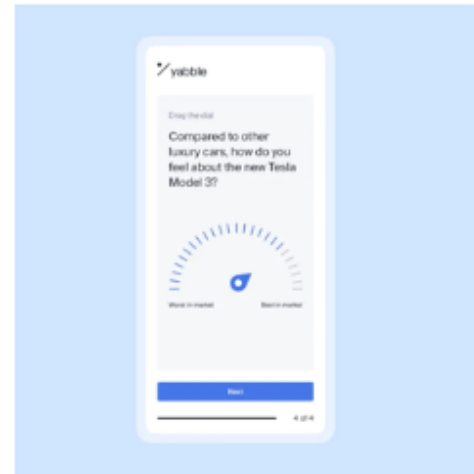 yabble
Drag the dial
Compared to other
luxury cars, how do you
feel about the new Tesla
Model 3?
Worst in market Best in market
Next
4 of 4